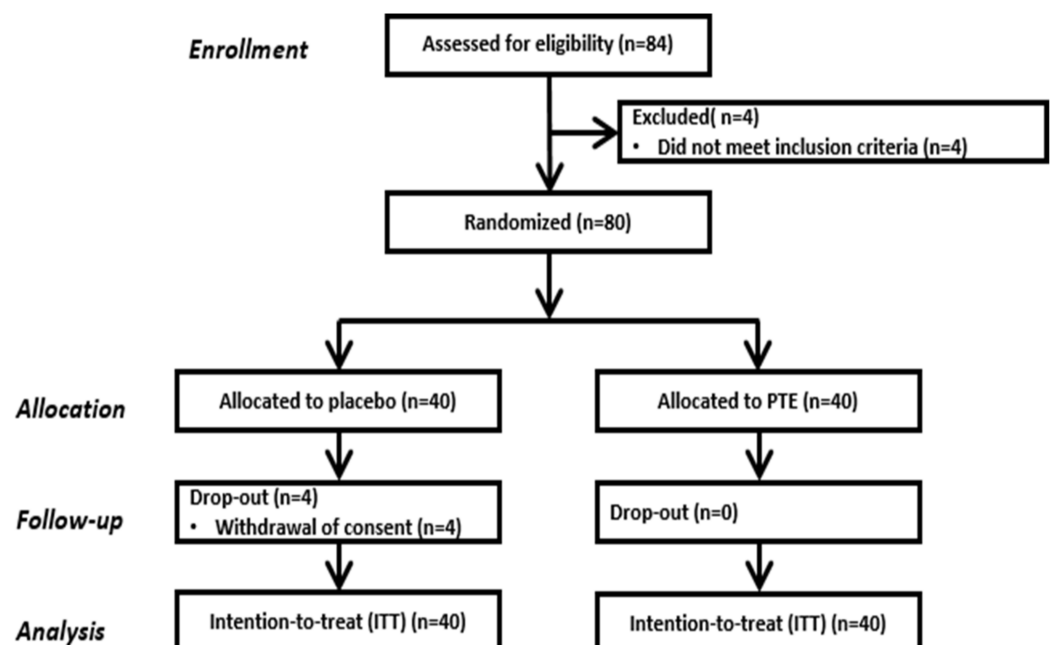 Enrollment
Assessed for eligibility (n=84)
Excluded( n=4)
• Did not meet inclusion criteria (n=4)
Randomized (n=80)
Allocation
Allocated to placebo (n=40)
Allocated to PTE (n=40)
Follow-up
Drop-out (n=4)
• Withdrawal of consent (n=4)
Drop-out (n=0)
Analysis
Intention-to-treat (ITT) (n=40)
Intention-to-treat (ITT) (n=40)